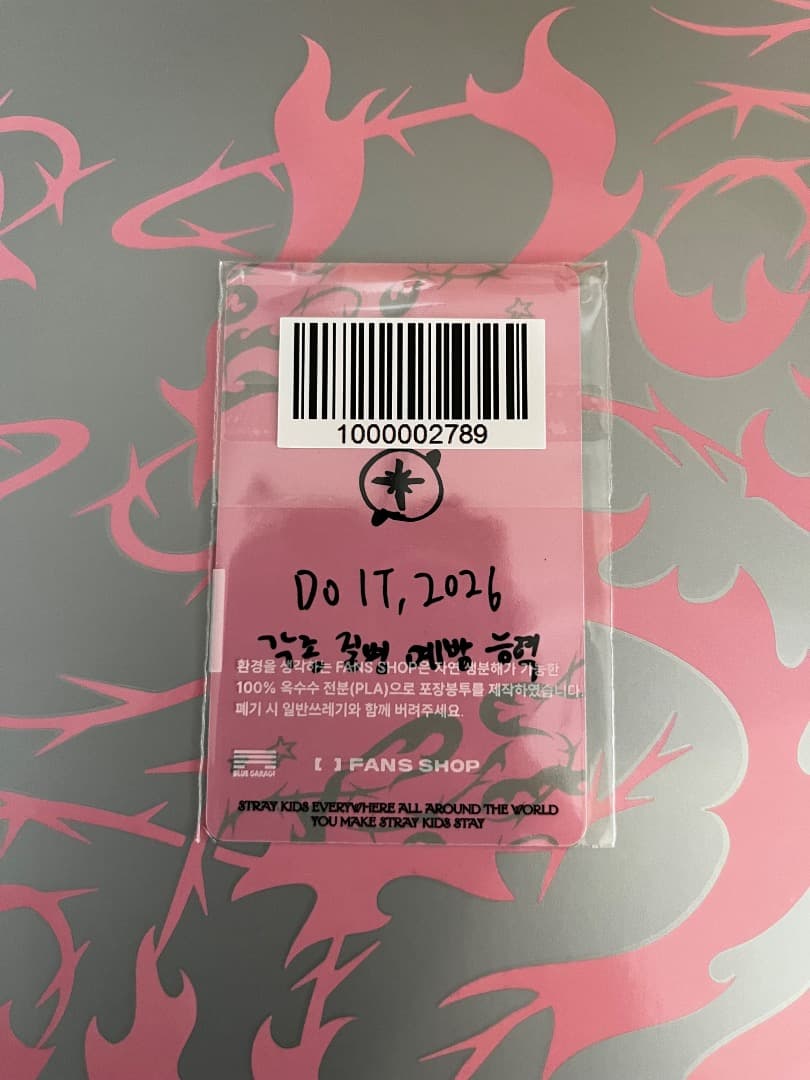 1000002789
DO IT, 2026
각종 질병 예방 능력
환경을 생각하는 FANS SHOP은 자연 생분해가 가능한
100% 옥수수 전분(PLA)으로 포장봉투를 제작하였습니다.
폐기 시 일반쓰레기와 함께 버려주세요.
BLUE GARAGE
[ ] FANS SHOP
STRAY KIDS EVERYWHERE ALL AROUND THE WORLD
YOU MAKE STRAY KIDS STAY